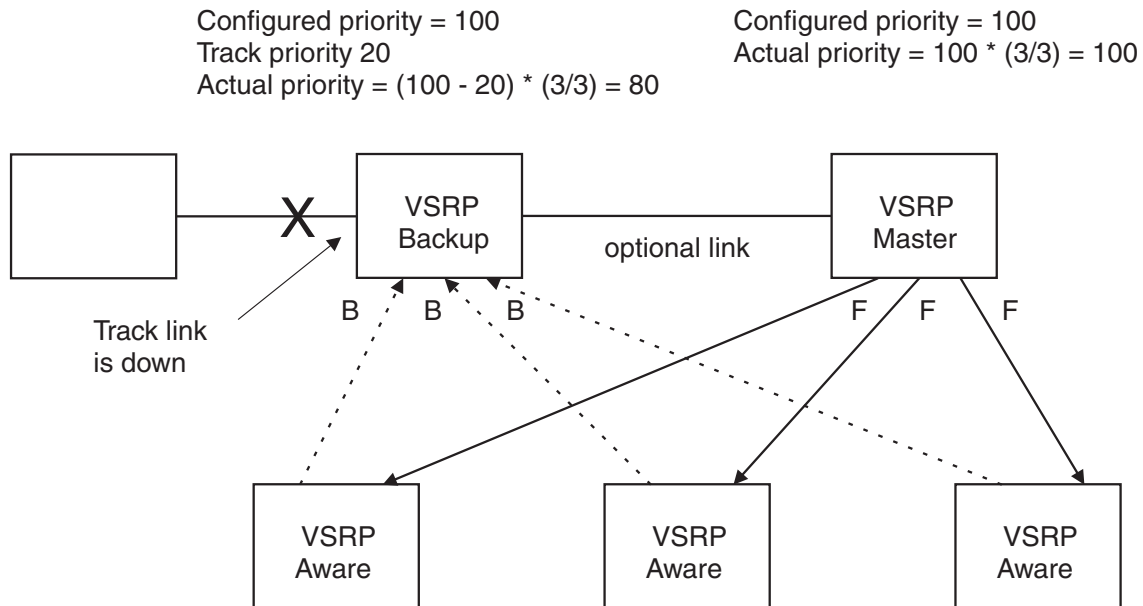 Configured priority = 100
Track priority 20
Actual priority = (100 - 20) * (3/3) = 80
Configured priority = 100
Actual priority = 100 * (3/3) = 100
X
VSRP
Backup
optional link
VSRP
Master
Track link
is down
B
B
B
F
F
F
VSRP
Aware
VSRP
Aware
VSRP
Aware